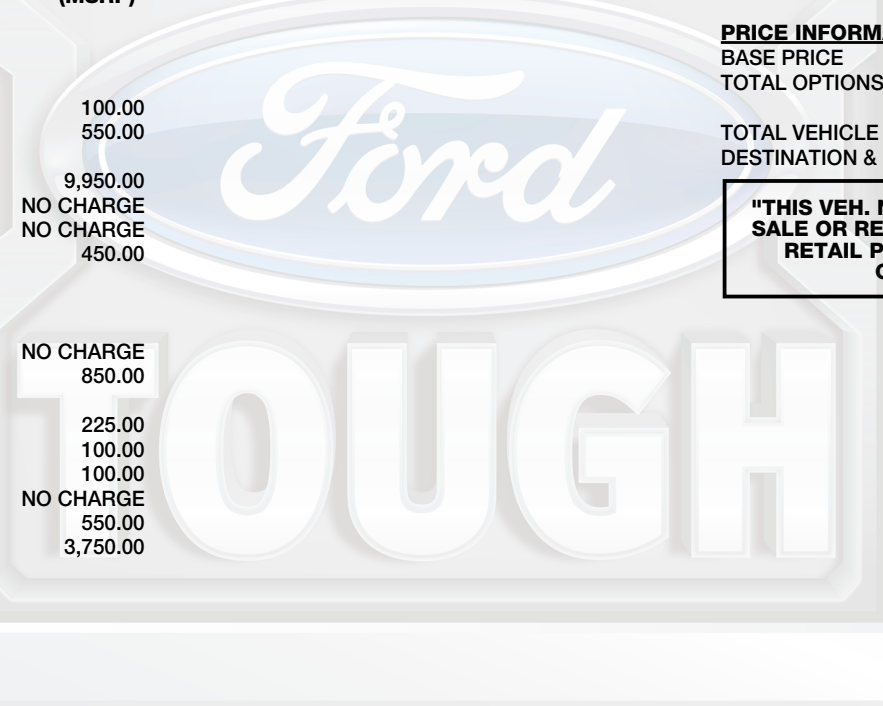 (MSRP)
100.00
550.00
9,950.00
NO CHARGE
NO CHARGE
450.00
NO CHARGE
850.00
225.00
100.00
100.00
NO CHARGE
550.00
3,750.00
PRICE INFORMA
BASE PRICE
TOTAL OPTIONS
TOTAL VEHICLE
DESTINATION &
"THIS VEH. 
SALE OR RE
RETAIL P
Ford
TOUGH